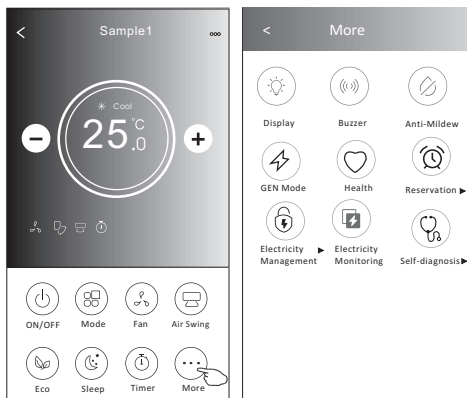 Sample1
Cool
25.0 °C
ON/OFF Mode Fan Air Swing
Eco Sleep Timer More
< More
Display Buzzer Anti-Mildew
GEN Mode Health Reservation
Electricity Management
Electricity Monitoring
Self-diagnosis